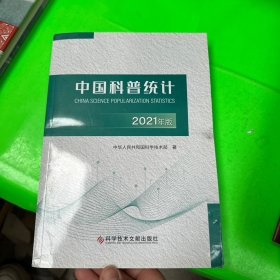 中国科普统计
CHINA SCIENCE POPULARIZATION STATISTICS
2021年版
中华人民共和国科学技术部 著
科学技术文献出版社